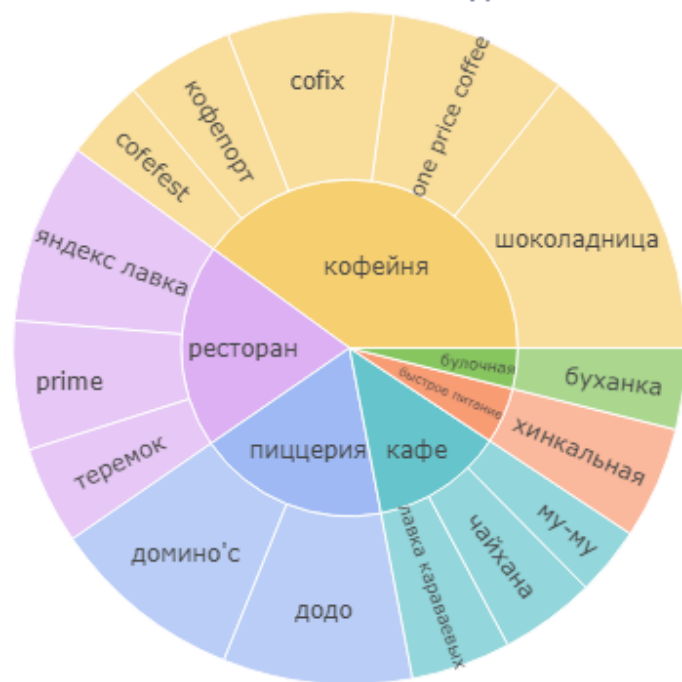 cofix
one price coffee
кофепорт
cofefest
шоколадница
яндекс лавка
кофейня
ресторан
булочная
буханка
prime
быстрое питание
хинкальная
теремок
пиццерия
кафе
му-му
чайхана
лавка караваевых
домино'с
додо